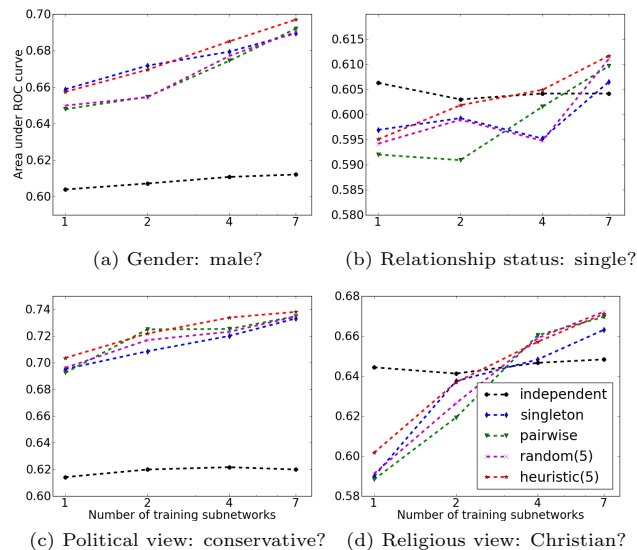 0.70
0.68
0.66
0.64
0.62
0.60
Area under ROC curve
1 2 4 7
(a) Gender: male?
0.615
0.610
0.605
0.600
0.595
0.590
0.585
0.580
1 2 4 7
(b) Relationship status: single?
0.74
0.72
0.70
0.68
0.66
0.64
0.62
0.60
1 2 4 7
Number of training subnetworks
(c) Political view: conservative?
0.68
0.66
0.64
0.62
0.60
0.58
independent
singleton
pairwise
random(5)
heuristic(5)
1 2 4 7
Number of training subnetworks
(d) Religious view: Christian?